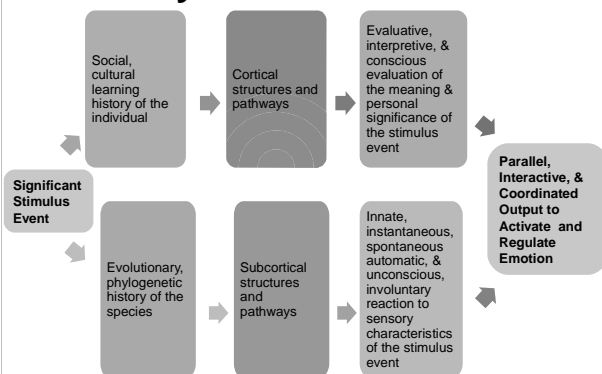 Social,
cultural
learning
history of the
individual
Cortical
structures and
pathways
Evaluative,
interpretive, &
conscious
evaluation of
the meaning &
personal
significance of
the stimulus
event
Significant
Stimulus
Event
Parallel,
Interactive, &
Coordinated
Output to
Activate and
Regulate
Emotion
Evolutionary,
phylogenetic
history of the
species
Subcortical
structures
and
pathways
Innate,
instantaneous,
spontaneous
automatic, &
unconscious,
involuntary
reaction to
sensory
characteristics
of the stimulus
event